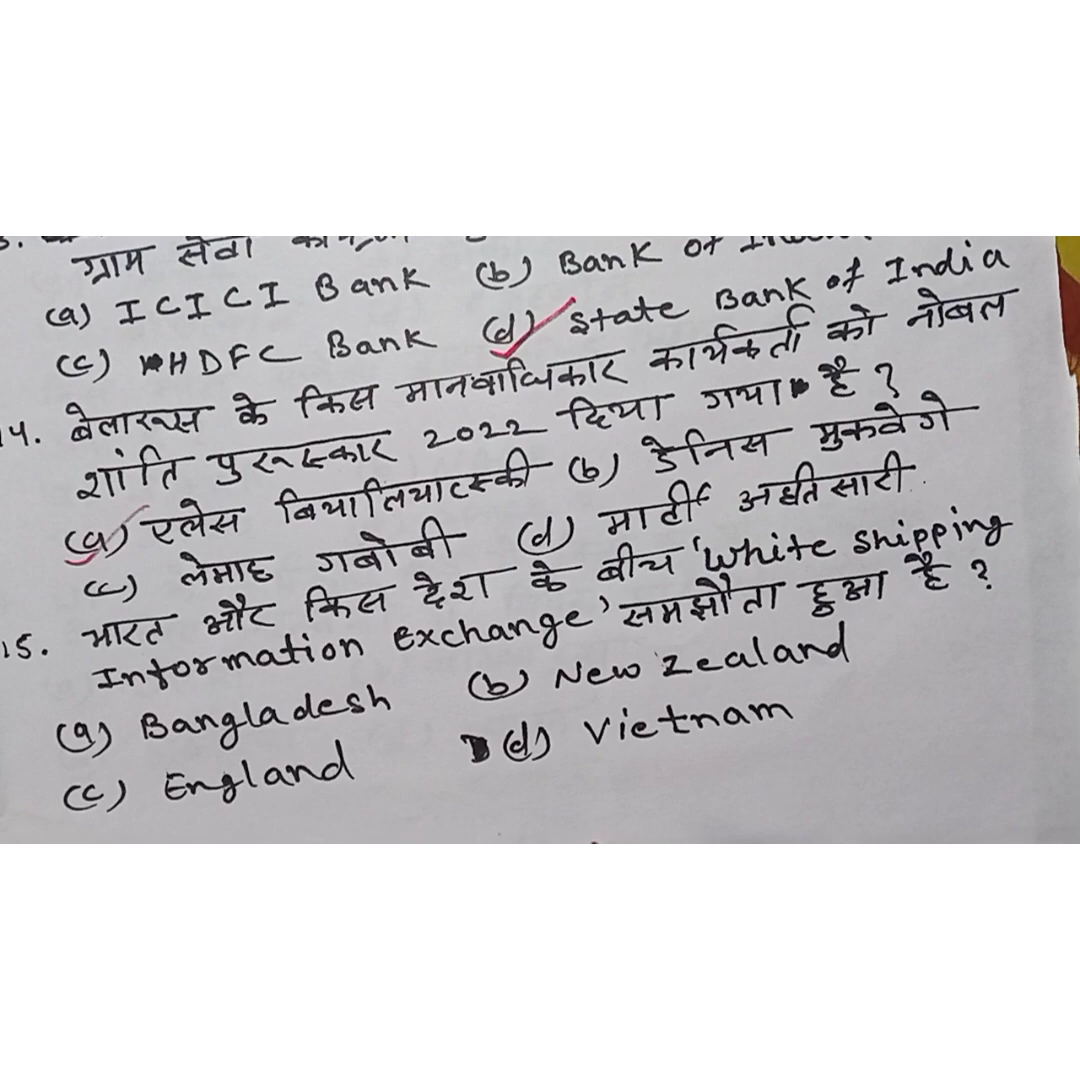 ग्राम सेवा
(a) ICICI Bank (b) Bank of
(c) HDFC Bank (d) State Bank of India
14. बेलारूस के किस मानवाधिकार कार्यकर्ता को नोबल
शांति पुरूस्कार 2022 दिया गया है ?
(a) एलेस बियालियाटस्की (b) डेनिस मुकवेगे
(c) लेमाह गबोबी (d) मार्टी अहतिसारी
15. भारत और किस देश के बीच 'White Shipping
Information Exchange' समझौता हुआ है ?
(a) Bangladesh (b) New Zealand
(c) England (d) Vietnam